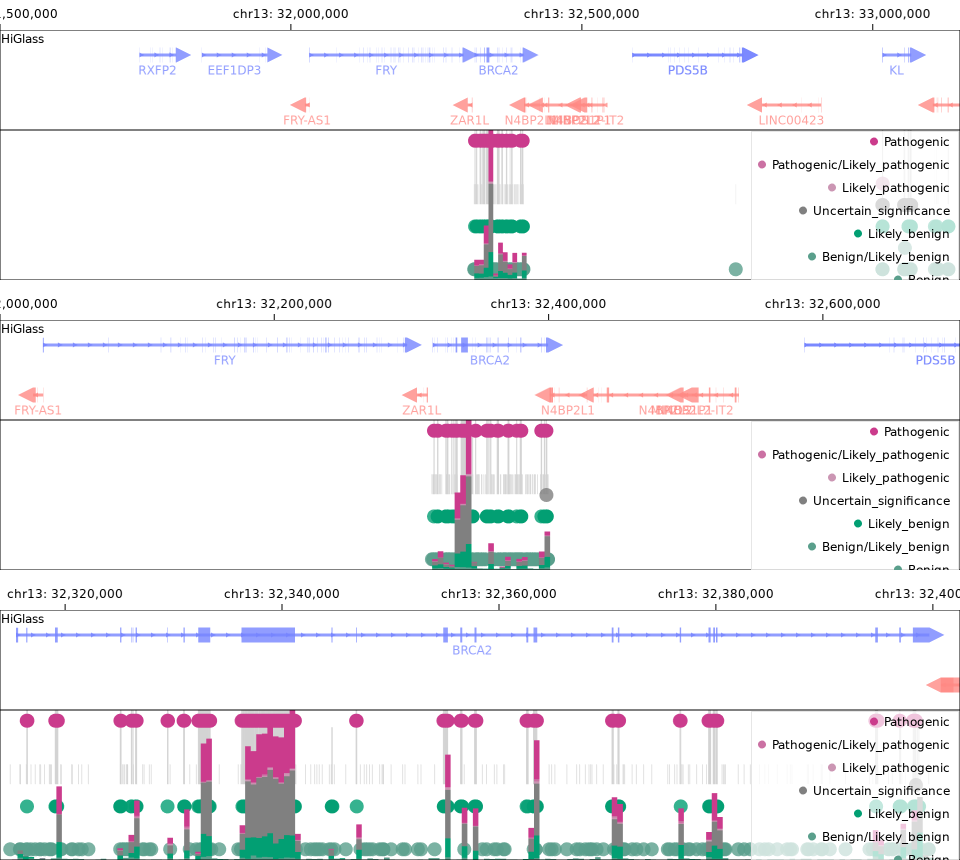 ,500,000 chr13: 32,000,000 chr13: 32,500,000 chr13: 33,000,000
HiGlass
RXFP2 EEF1DP3 FRY BRCA2 PDS5B KL
FRY-AS1 ZAR1L LINC00423
Pathogenic
Pathogenic/Likely_pathogenic
Likely_pathogenic
Uncertain_significance
Likely_benign
Benign/Likely_benign
2,000,000 chr13: 32,200,000 chr13: 32,400,000 chr13: 32,600,000
HiGlass
FRY BRCA2 PDS5B
FRY-AS1 ZAR1L N4BP2L1
Pathogenic
Pathogenic/Likely_pathogenic
Likely_pathogenic
Uncertain_significance
Likely_benign
Benign/Likely_benign
chr13: 32,320,000 chr13: 32,340,000 chr13: 32,360,000 chr13: 32,380,000 chr13: 32,400
HiGlass
BRCA2
Pathogenic
Pathogenic/Likely_pathogenic
Likely_pathogenic
Uncertain_significance
Likely_benign
Benign/Likely_benign